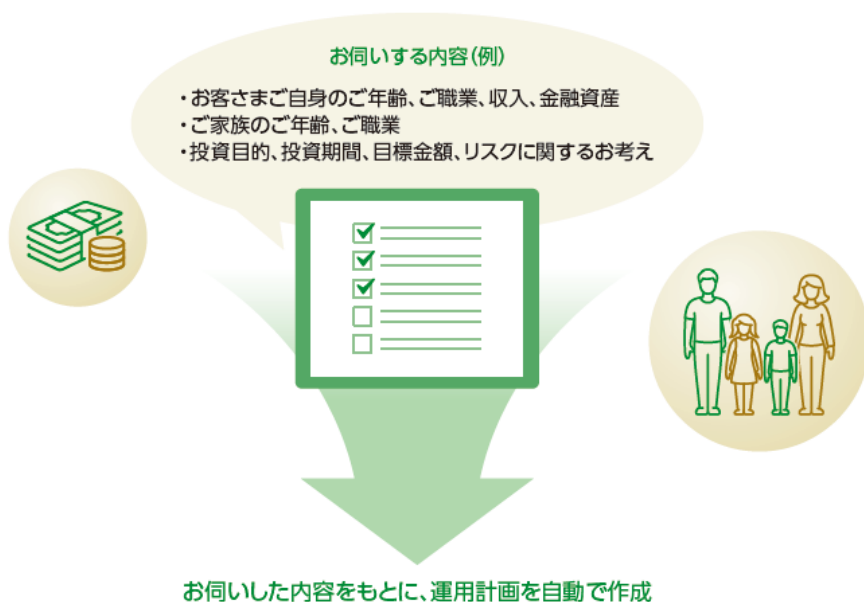 お伺いする内容(例)
・お客さまご自身のご年齢、ご職業、収入、金融資産
・ご家族のご年齢、ご職業
・投資目的、投資期間、目標金額、リスクに関するお考え
お伺いした内容をもとに、運用計画を自動で作成